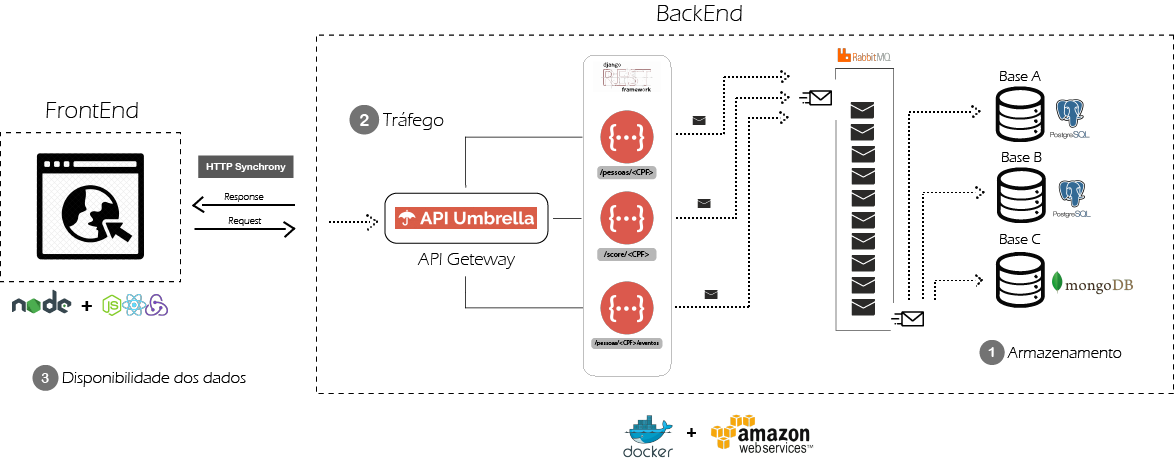 BackEnd
FrontEnd
HTTP Synchrony
Response
Request
node
+
JS
3 Disponibilidade dos dados
2 Tráfego
API Umbrella
API Geteway
django
REST
framework
{···}
/pessoas/<CPF>
{···}
/score/<CPF>
{···}
/pessoas/<CPF>/eventos
RabbitMQ
Base A
PostgreSQL
Base B
PostgreSQL
Base C
mongoDB
1 Armazenamento
docker
+
amazon
webservices™